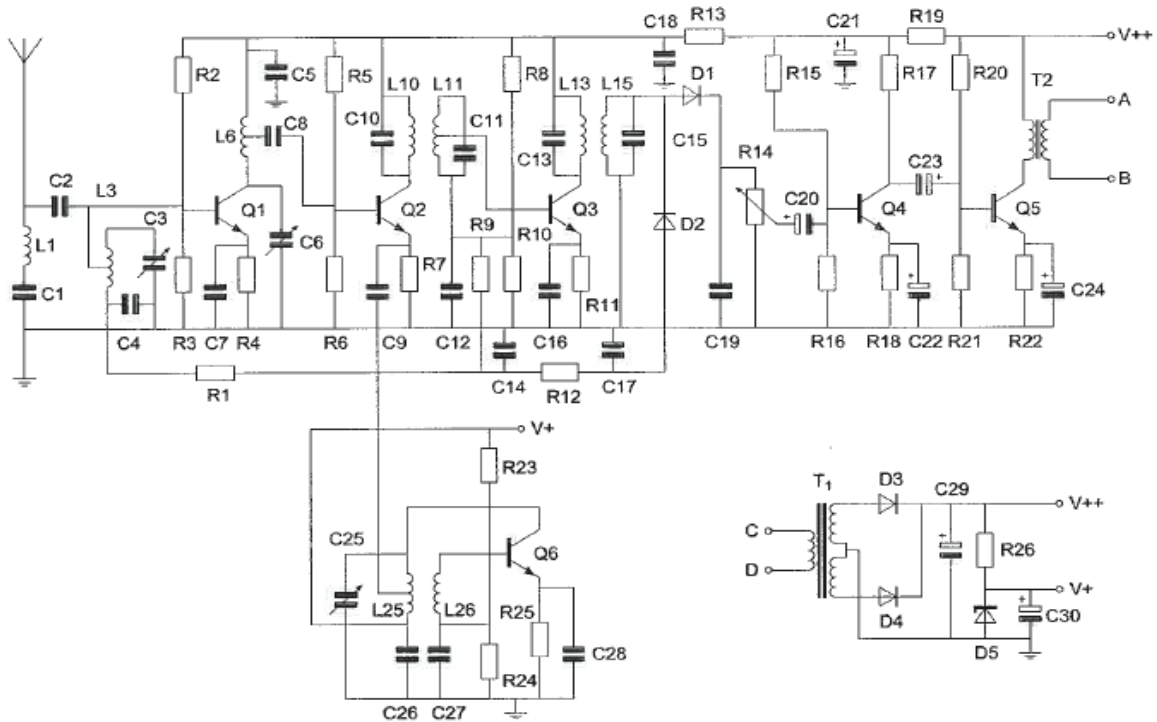 C18 R13 C21 R19
V++
R2 C5 R5 L10 L11 R8 L13 L15 D1 R15 R17 R20 T2
C8 C10 C11 A
L6 C13 C15
C2 L3 R14 C23 B
C3 Q1 Q2 R9 Q3 D2 C20 Q4 Q5
L1 C6 R10
R7
C1 R11 C24
C4 R3 C7 R4 R6 C9 C12 C16 C19 R16 R18 C22 R21 R22
C14 C17
R1 R12
V+
R23
T1 D3 C29 V++
C25 Q6 C
R26
D
L25 L26 R25 D4 V+
C30
D5
C28
R24
C26 C27